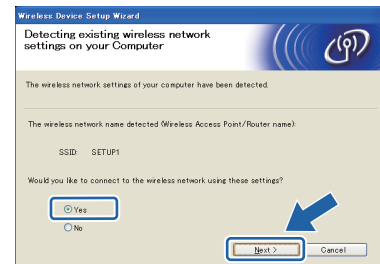 Wireless Device Setup Wizard
Detecting existing wireless network
settings on your Computer
The wireless network settings of your computer have been detected.
The wireless network name detected (Wireless Access Point/Router name):
SSID: SETUP1
Would you like to connect to the wireless network using these settings?
Yes
No
Next > Cancel